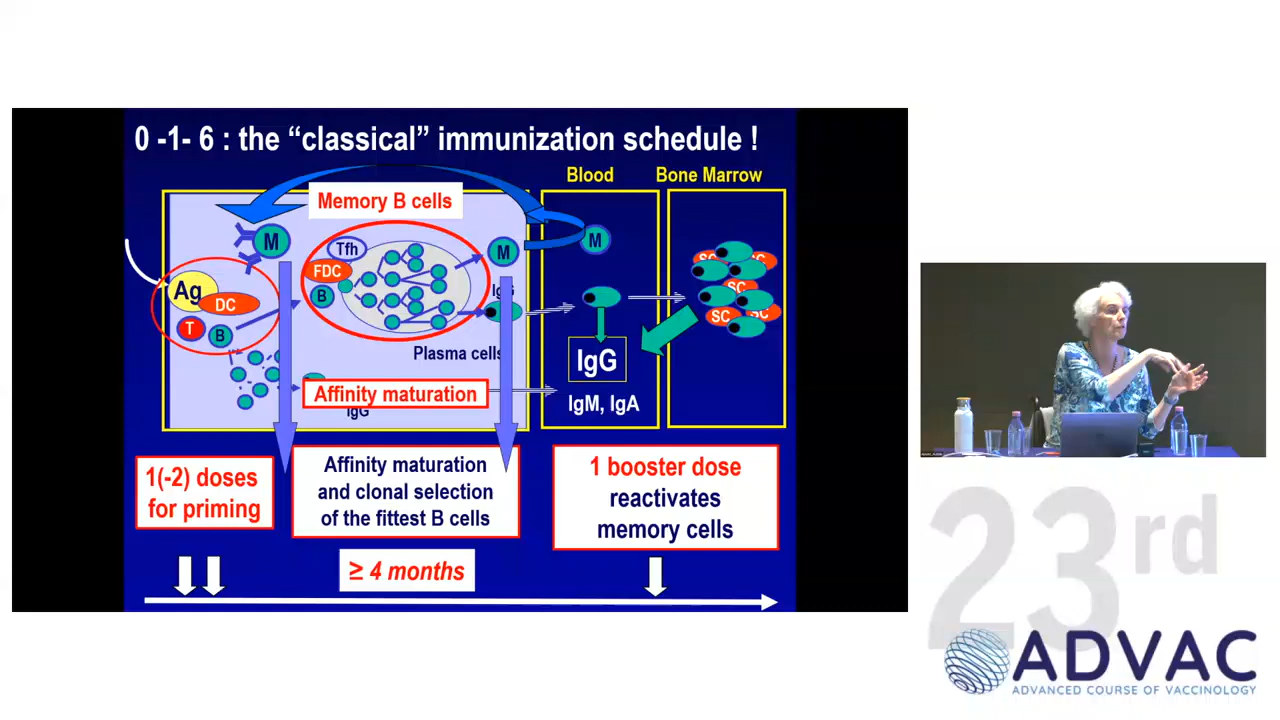 0 -1- 6 : the “classical” immunization schedule !
Blood
Bone Marrow
Memory B cells
M
M
M
Tfh
FDC
B
Ag
DC
T
B
SC
SC
SC
SC
SC
Plasma cells
IgG
IgM, IgA
Affinity maturation
IgG
1(-2) doses
for priming
Affinity maturation
and clonal selection
of the fittest B cells
1 booster dose
reactivates
memory cells
≥ 4 months
23rd
ADVAC
ADVANCED COURSE OF VACCINOLOGY